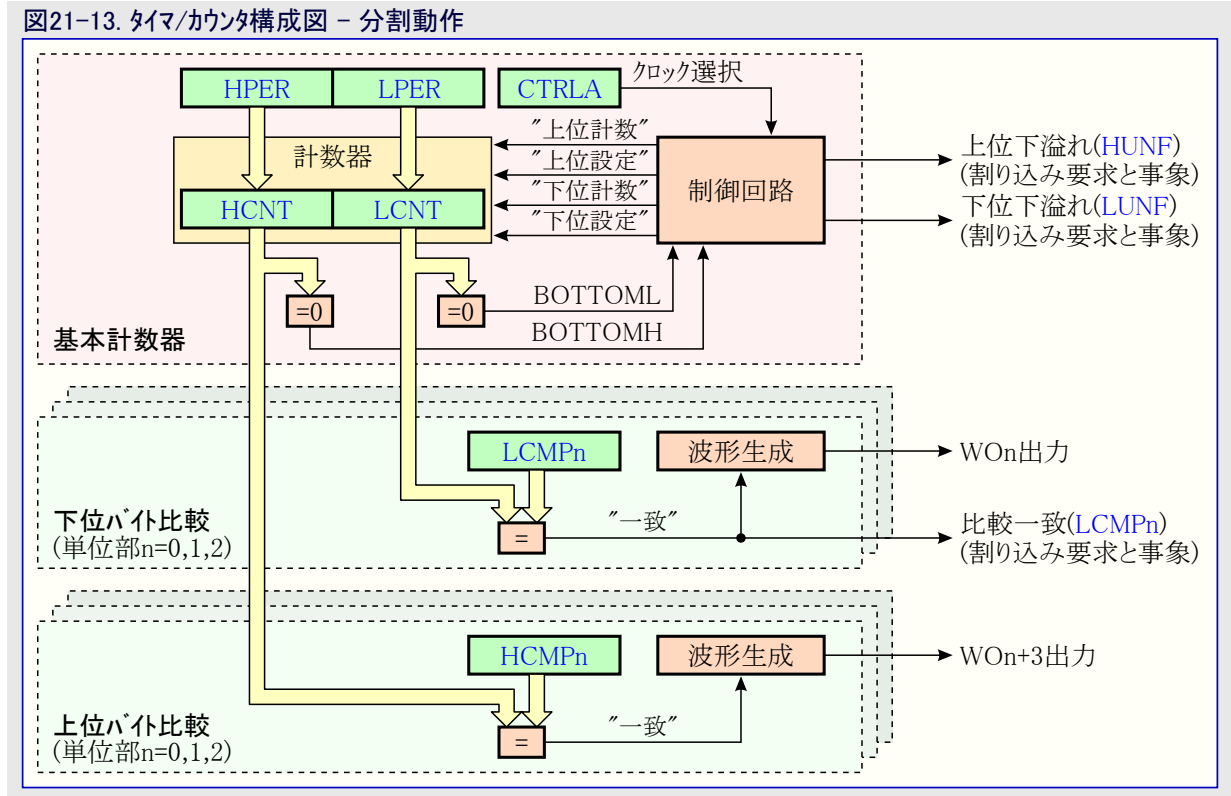 図21-13. タイマ/カウンタ構成図 - 分割動作
HPER
LPER
CTRLA
クロック選択
計数器
HCNT
LCNT
"上位計数"
"上位設定"
"下位計数"
"下位設定"
制御回路
上位下溢れ(HUNF)
(割り込み要求と事象)
下位下溢れ(LUNF)
(割り込み要求と事象)
=0
=0
BOTTOML
BOTTOMH
基本計数器
LCMPn
波形生成
WOn出力
下位バイト比較
(単位部n=0,1,2)
=
"一致"
比較一致(LCMPn)
(割り込み要求と事象)
HCMPn
波形生成
WOn+3出力
上位バイト比較
(単位部n=0,1,2)
=
"一致"